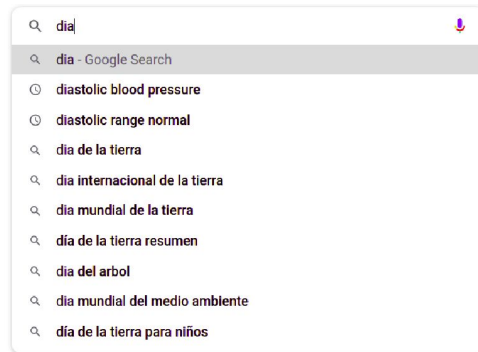 dia
dia - Google Search
diastolic blood pressure
diastolic range normal
dia de la tierra
dia internacional de la tierra
dia mundial de la tierra
día de la tierra resumen
dia del arbol
dia mundial del medio ambiente
día de la tierra para niños